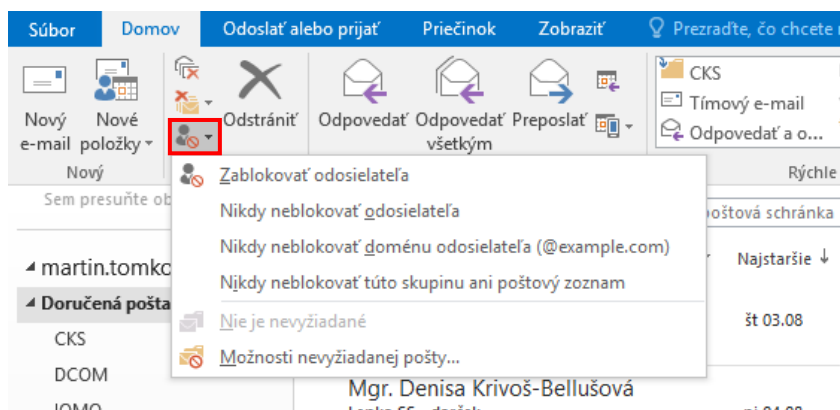 Súbor Domov Odoslať alebo prijať Priečinok Zobraziť Prezraďte, čo chcete
Nový e-mail
Nové položky
Odstrániť
Odpovedať
Odpovedať všetkým
Preposlať
CKS
Tímový e-mail
Odpovedať a o...
Nový
Rýchle
Zablokovať odosielateľa
Nikdy neblokovať odosielateľa
Nikdy neblokovať doménu odosielateľa (@example.com)
Nikdy neblokovať túto skupinu ani poštový zoznam
Nie je nevyžiadané
Možnosti nevyžiadanej pošty...
Sem presuňte
schránka
Najstaršie ↓
martin.tomko
Doručená pošta
št 03.08
CKS
DCOM
Mgr. Denisa Krivoš-Bellušová